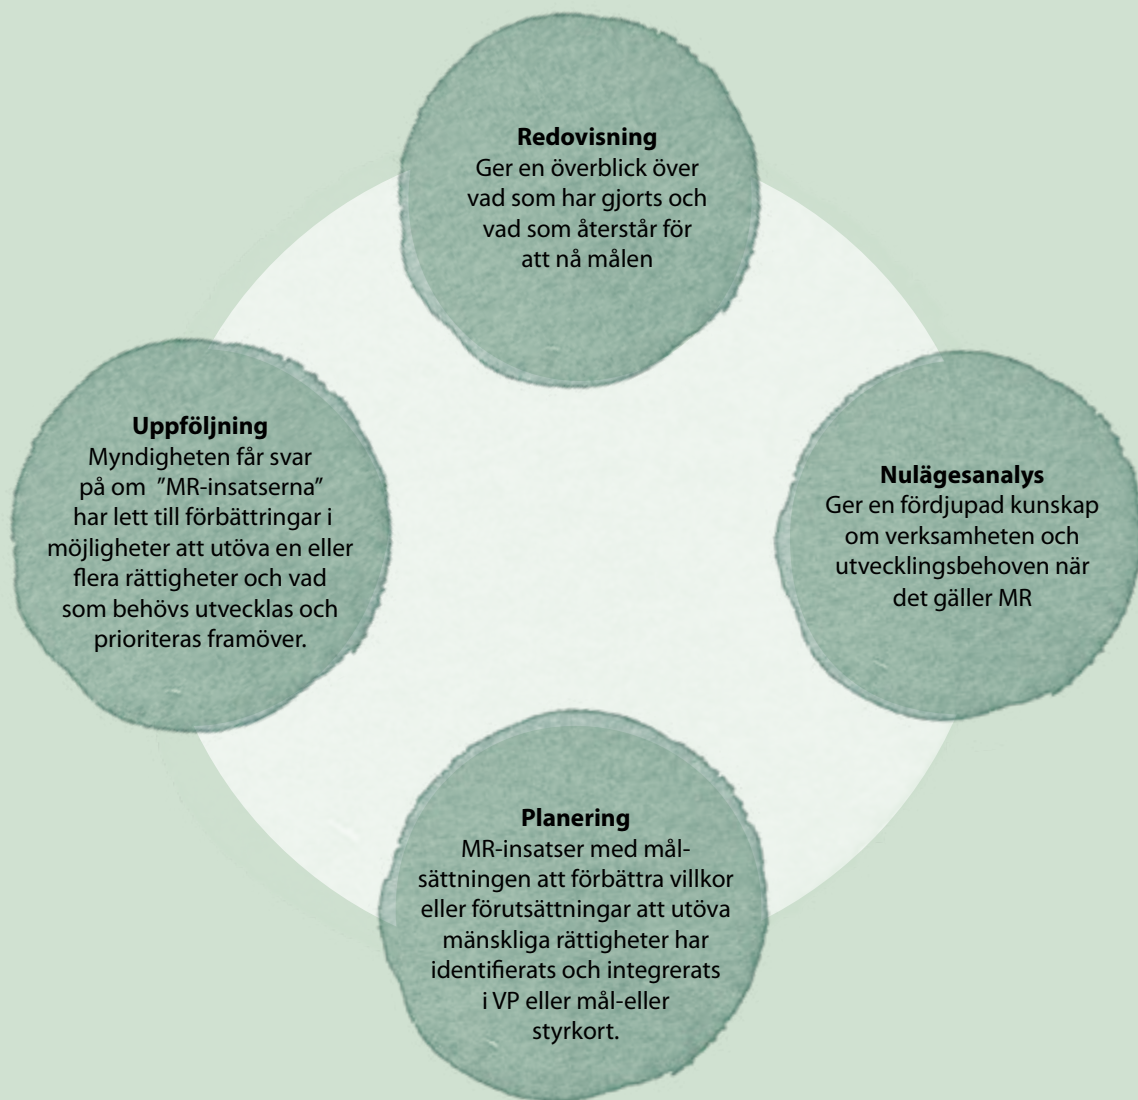 Redovisning
Ger en överblick över
vad som har gjorts och
vad som återstår för
att nå målen
Uppföljning
Myndigheten får svar
på om "MR-insatserna"
har lett till förbättringar i
möjligheter att utöva en eller
flera rättigheter och vad
som behövs utvecklas och
prioriteras framöver.
Nulägesanalys
Ger en fördjupad kunskap
om verksamheten och
utvecklingsbehoven när
det gäller MR
Planering
MR-insatser med mål-
sättningen att förbättra villkor
eller förutsättningar att utöva
mänskliga rättigheter har
identifierats och integrerats
i VP eller mål-eller
styrkort.